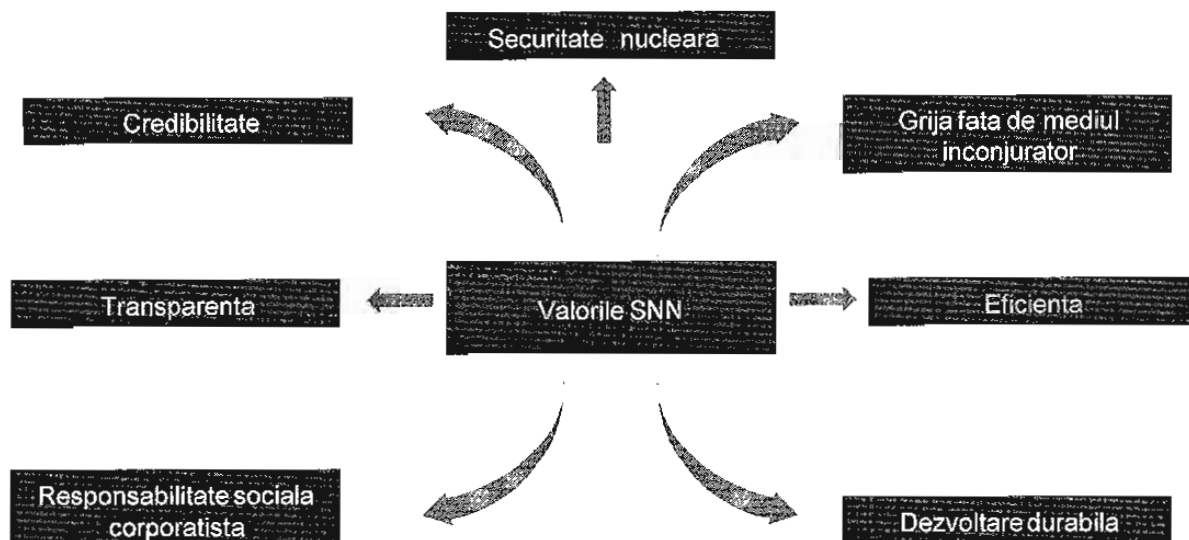 Securitate nucleara
Credibilitate
Grija fata de mediul
inconjurator
Transparenta
Valorile SNN
Eficienta
Responsabilitate sociala
corporatista
Dezvoltare durabila